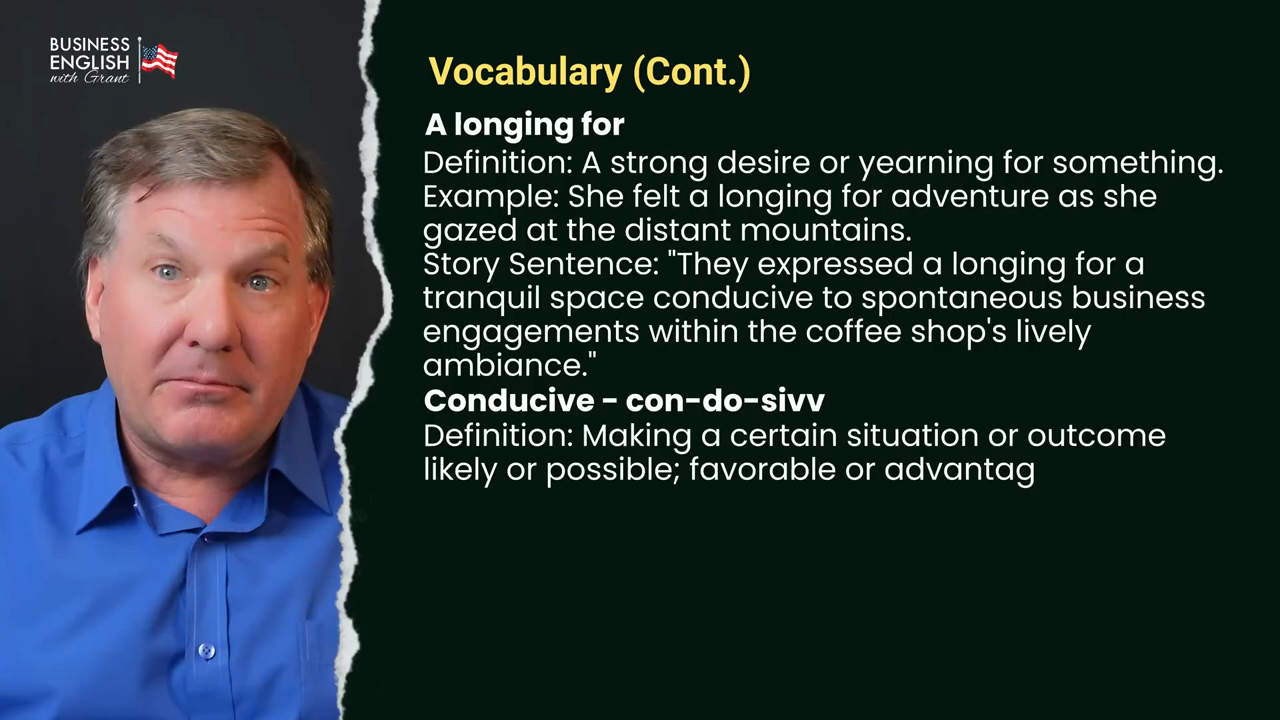 BUSINESS
ENGLISH
with Grant
Vocabulary (Cont.)
A longing for
Definition: A strong desire or yearning for something.
Example: She felt a longing for adventure as she
gazed at the distant mountains.
Story Sentence: "They expressed a longing for a
tranquil space conducive to spontaneous business
engagements within the coffee shop's lively
ambiance."
Conducive - con-do-sivv
Definition: Making a certain situation or outcome
likely or possible; favorable or advantag